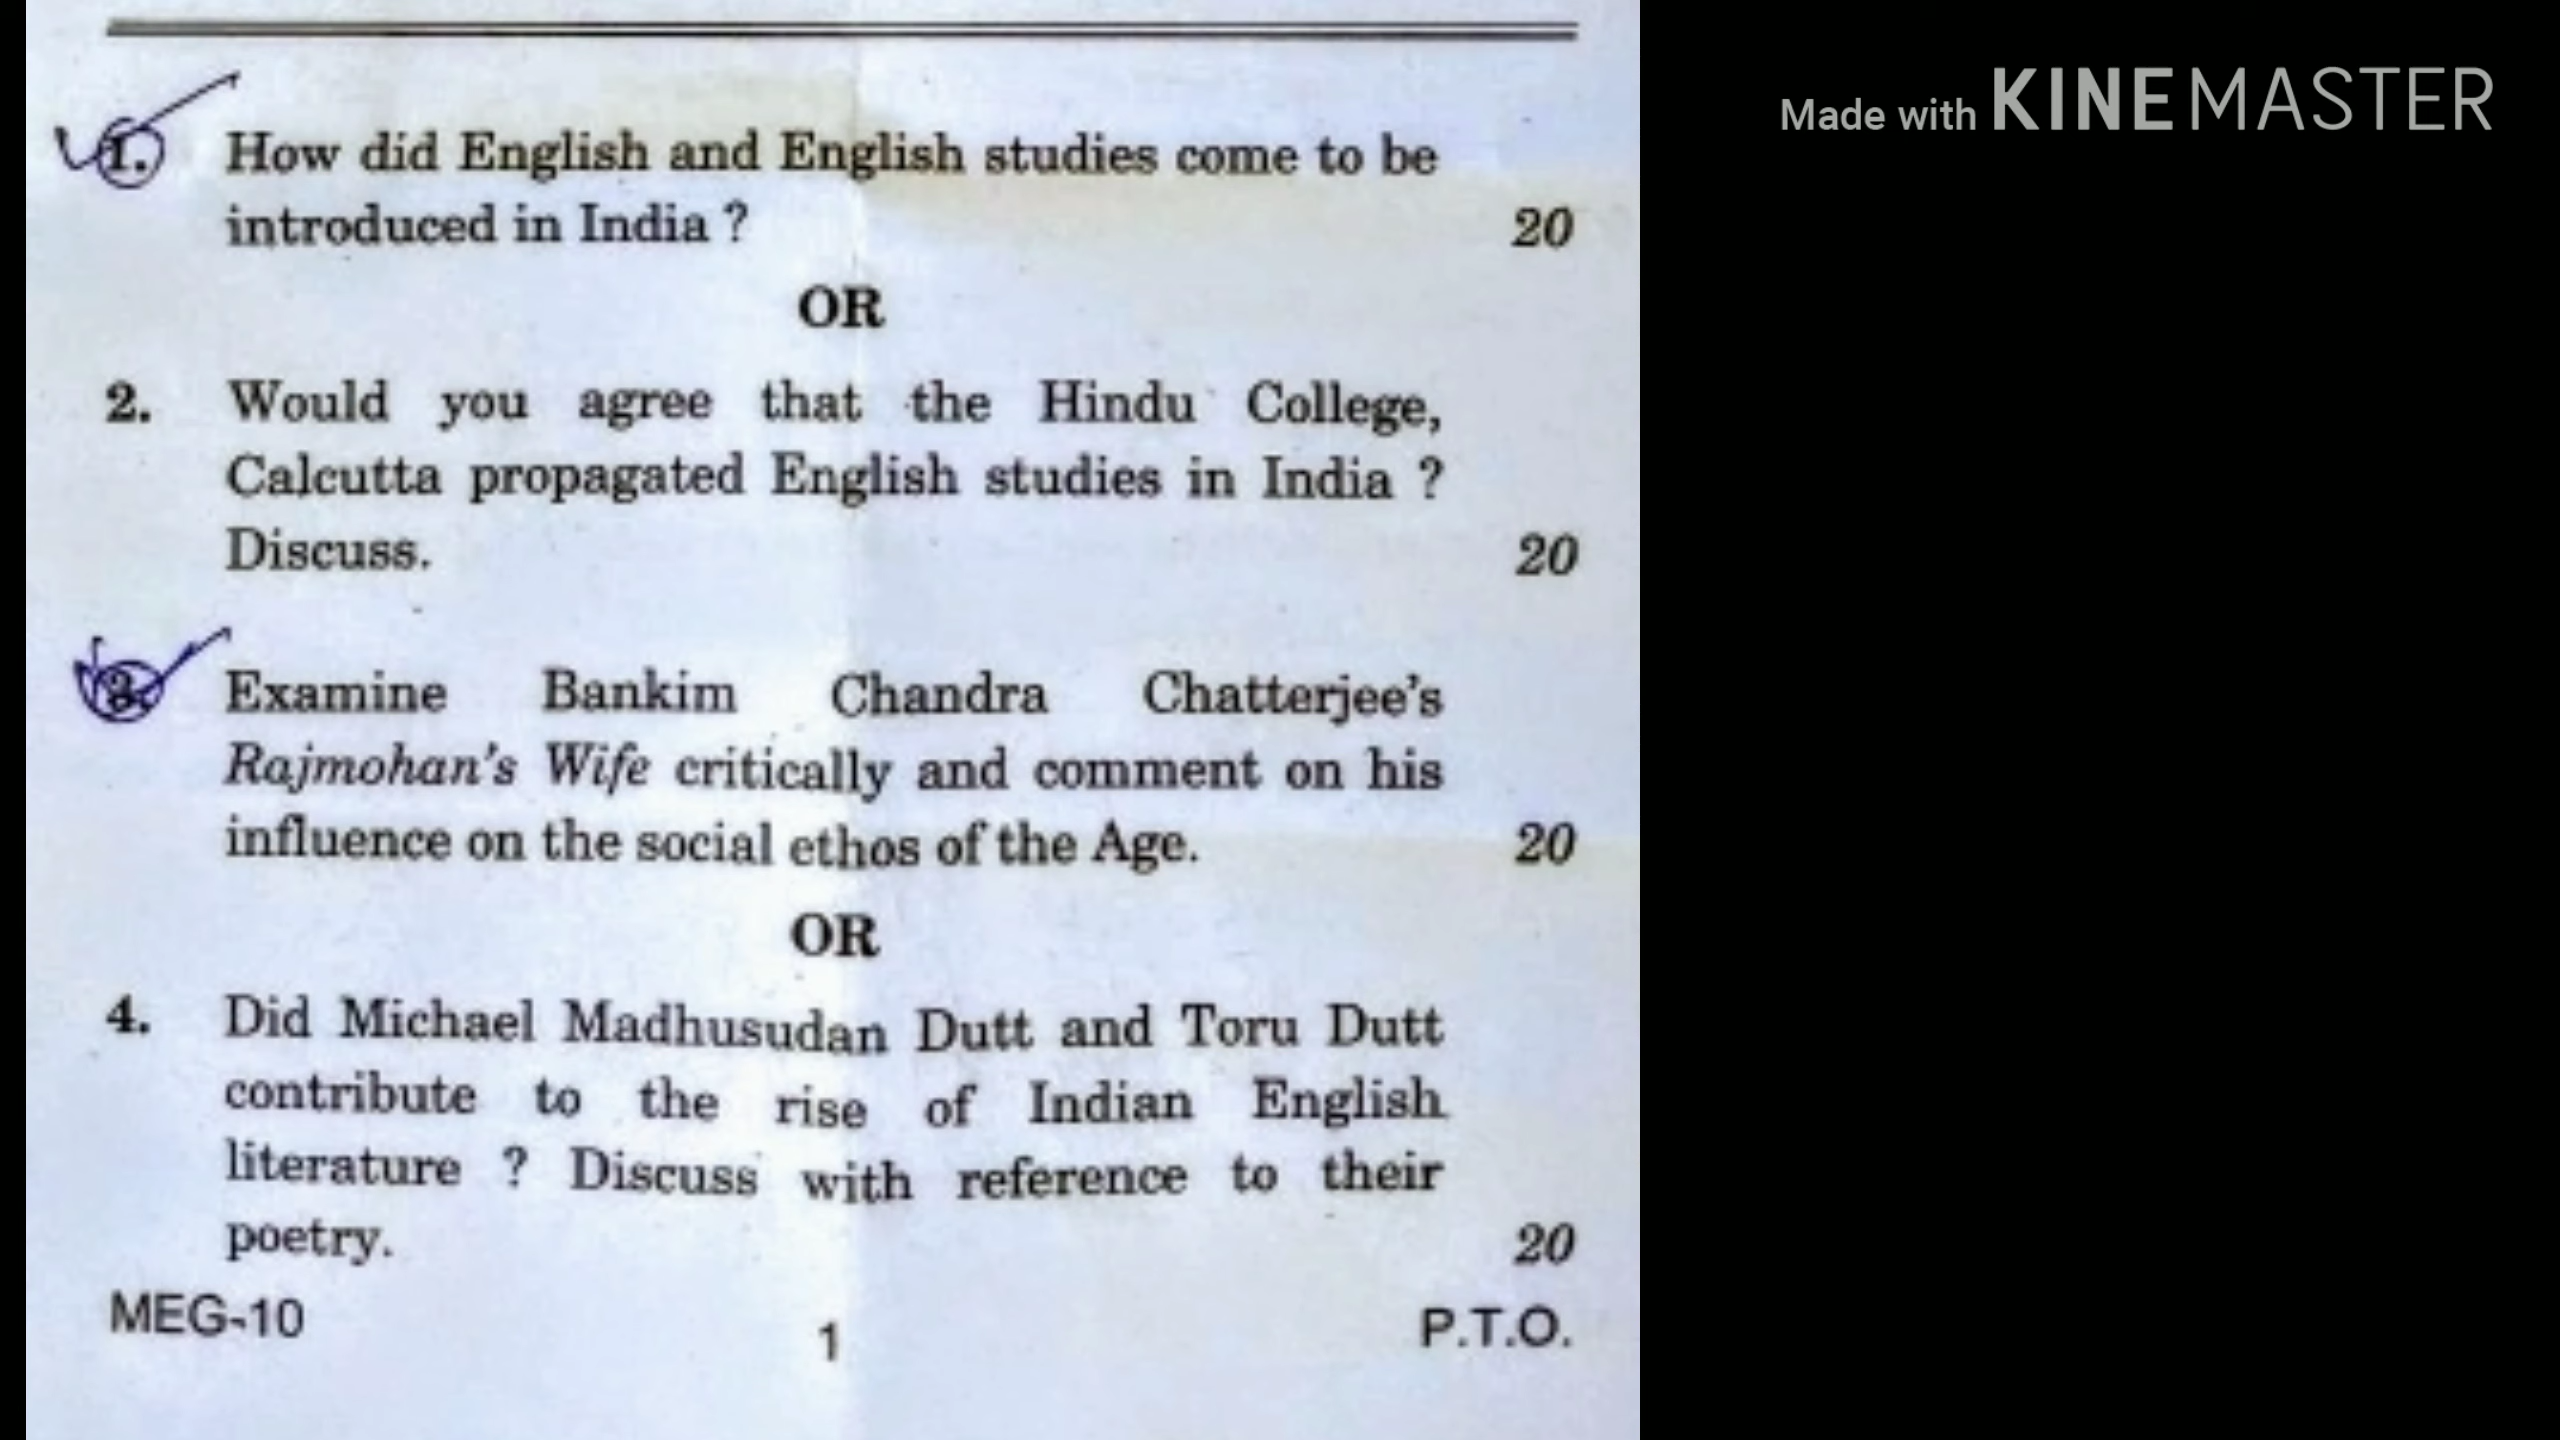 Made with KINEMASTER
1. How did English and English studies come to be
introduced in India ? 20
OR
2. Would you agree that the Hindu College,
Calcutta propagated English studies in India ?
Discuss. 20
3. Examine Bankim Chandra Chatterjee's
Rajmohan's Wife critically and comment on his
influence on the social ethos of the Age. 20
OR
4. Did Michael Madhusudan Dutt and Toru Dutt
contribute to the rise of Indian English
literature ? Discuss with reference to their
poetry. 20
MEG-10 1 P.T.O.